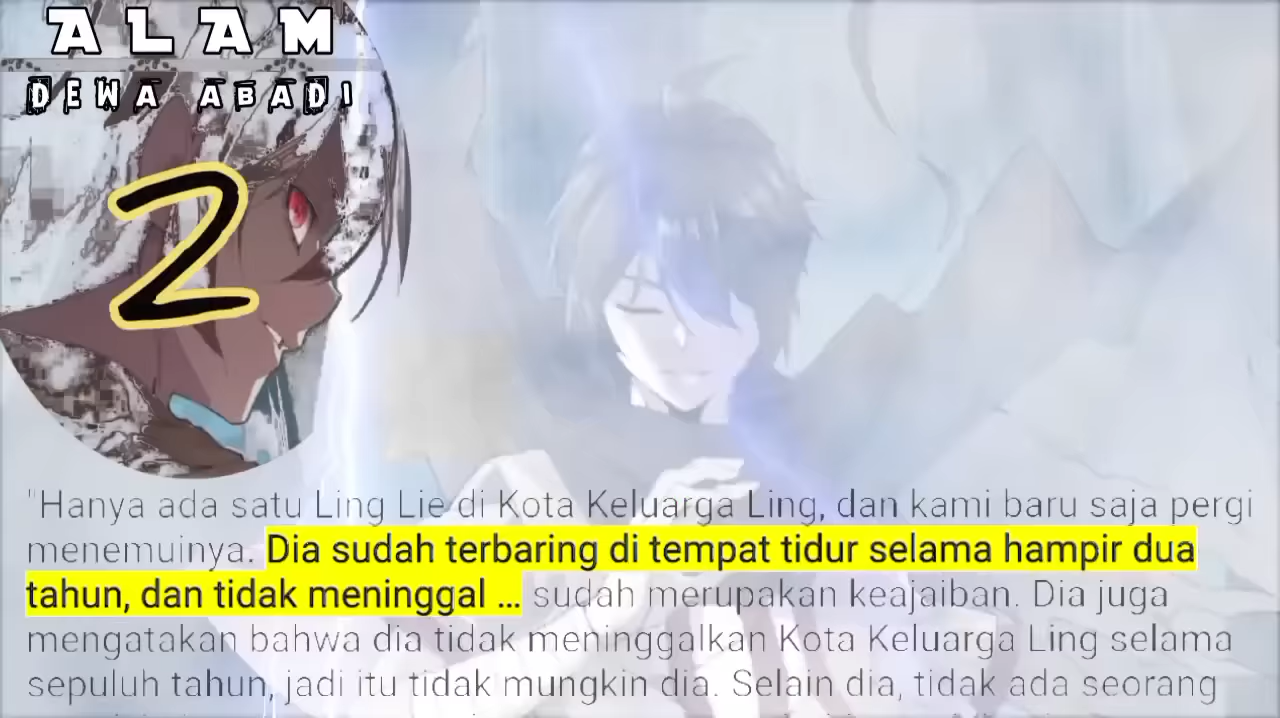 ALAM
DEWA ABADI
2
"Hanya ada satu Ling Lie di Kota Keluarga Ling, dan kami baru saja pergi
menemuinya. Dia sudah terbaring di tempat tidur selama hampir dua
tahun, dan tidak meninggal ... sudah merupakan keajaiban. Dia juga
mengatakan bahwa dia tidak meninggalkan Kota Keluarga Ling selama
sepuluh tahun, jadi itu tidak mungkin dia. Selain dia, tidak ada seorang